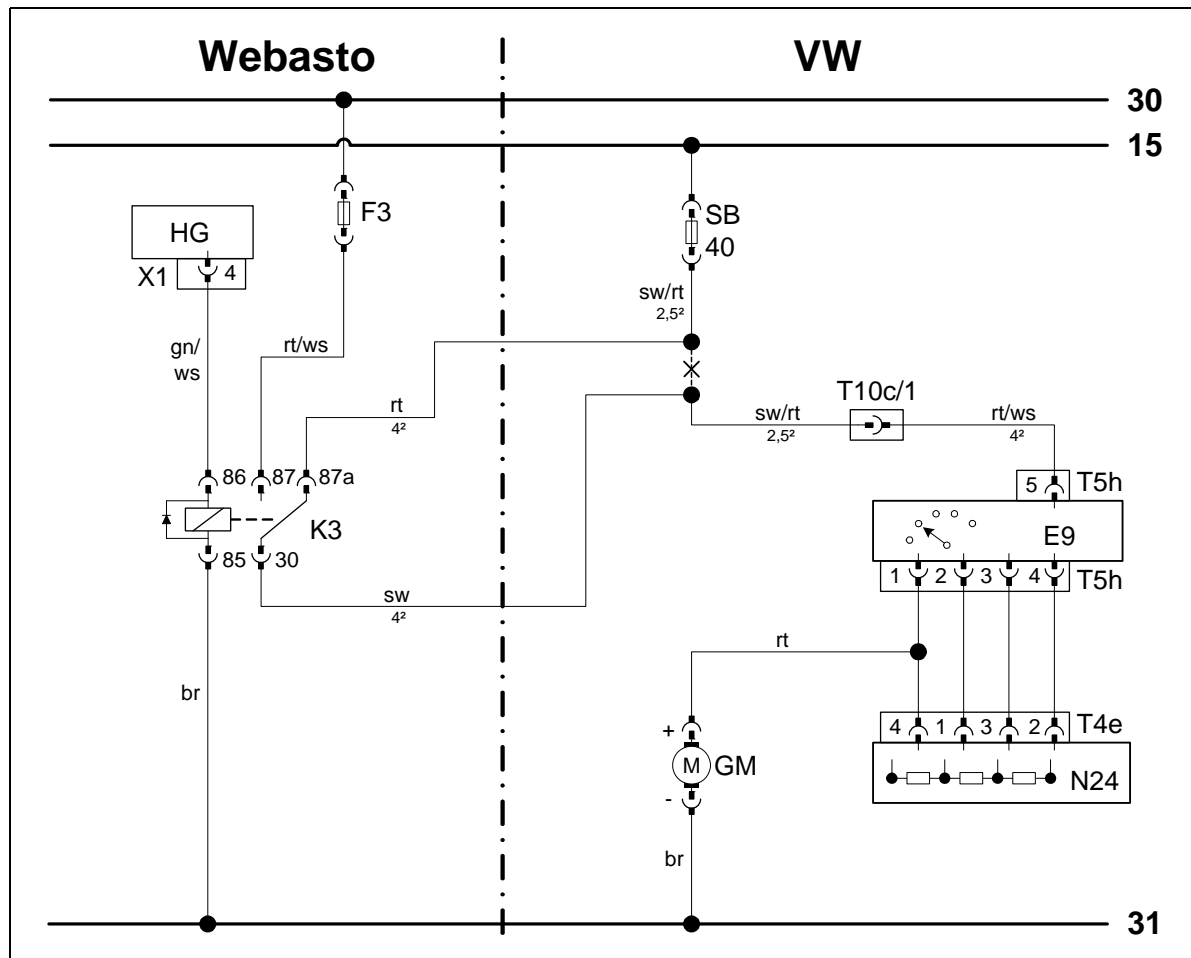 Webasto
VW
30
15
F3
SB
40
HG
X1
4
sw/rt
2,5²
gn/
ws
rt/ws
rt
4²
T10c/1
sw/rt
2,5²
rt/ws
4²
86
87
87a
5
T5h
K3
E9
85
30
1
2
3
4
T5h
sw
4²
rt
br
4
1
3
2
T4e
+
M
GM
-
N24
br
31